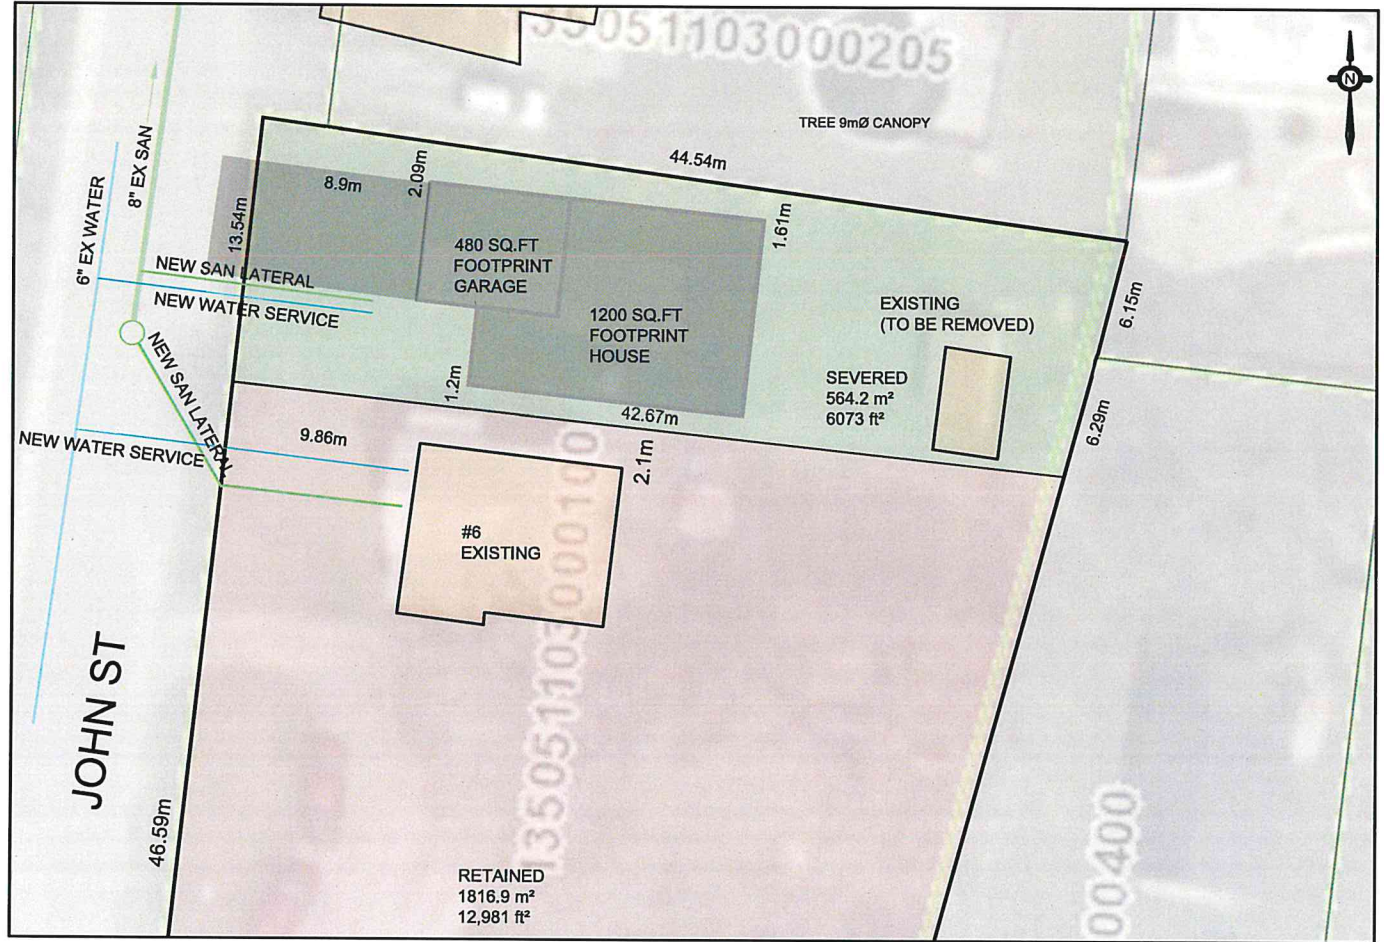 139051103000205
N
TREE 9mØ CANOPY
44.54m
8" EX SAN
6" EX WATER
13.54m
8.9m
2.09m
1.61m
480 SQ.FT
FOOTPRINT
GARAGE
1200 SQ.FT
FOOTPRINT
HOUSE
NEW SAN LATERAL
NEW WATER SERVICE
EXISTING
(TO BE REMOVED)
6.15m
SEVERED
564.2 m²
6073 ft²
6.29m
1.2m
42.67m
NEW SAN LATERAL
NEW WATER SERVICE
9.86m
2.1m
#6
EXISTING
135051103000100
JOHN ST
46.59m
RETAINED
1816.9 m²
12,981 ft²
00400